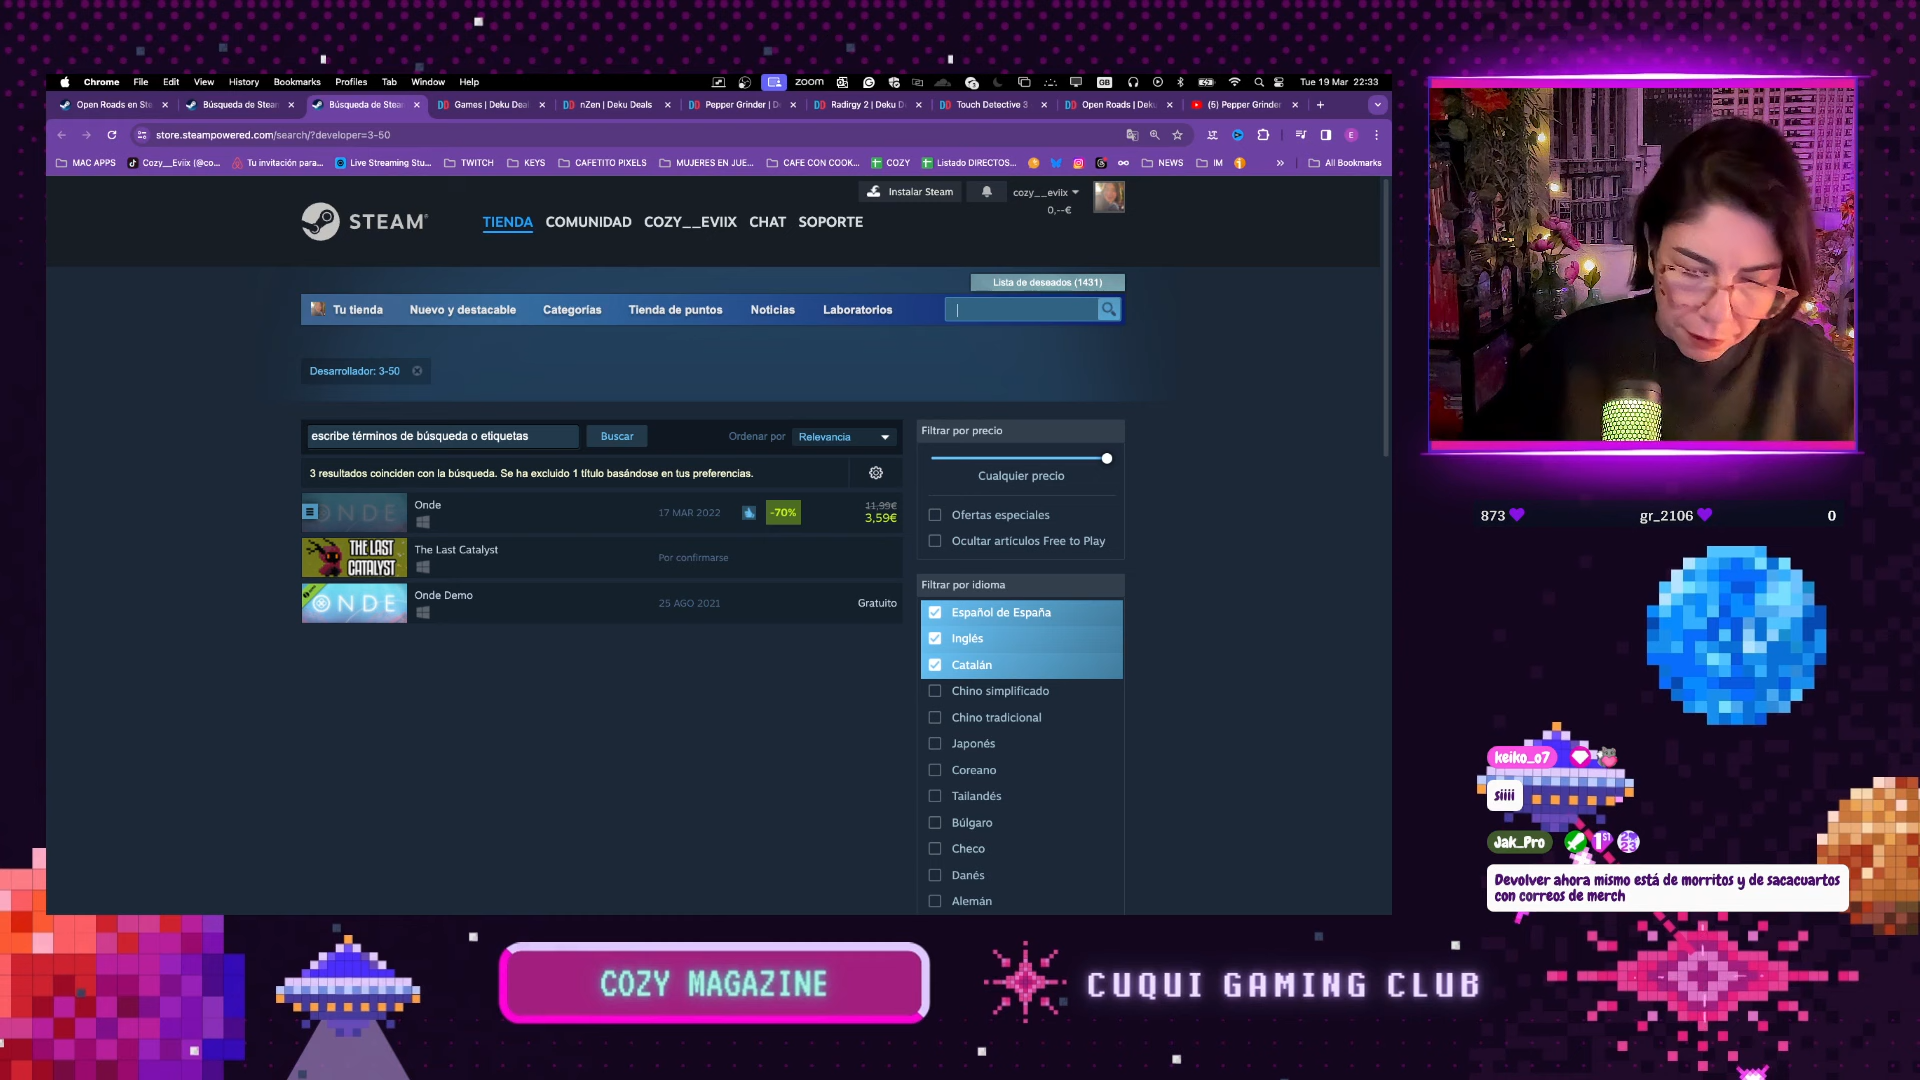 Chrome File Edit View History Bookmarks Profiles Tab Window Help
zoom
GB
Tue 19 Mar 22:33
Open Roads en Ste
Búsqueda de Steam
Búsqueda de Steam
Games | Deku Deal
nZen | Deku Deals
Pepper Grinder | D
Radirgy 2 | Deku D
Touch Detective 3
Open Roads | Deku
(5) Pepper Grinder
store.steampowered.com/search/?developer=3-50
E
MAC APPS
Cozy__Eviix (@co...
Tu invitación para...
Live Streaming Stu...
TWITCH
KEYS
CAFETITO PIXELS
MUJERES EN JUE...
CAFE CON COOK...
COZY
Listado DIRECTOS...
NEWS
IM
All Bookmarks
Instalar Steam
cozy__eviix
0,--€
STEAM
TIENDA COMUNIDAD COZY__EVIIX CHAT SOPORTE
Lista de deseados (1431)
Tu tienda Nuevo y destacable Categorías Tienda de puntos Noticias Laboratorios
Desarrollador: 3-50
escribe términos de búsqueda o etiquetas
Buscar
Ordenar por
Relevancia
3 resultados coinciden con la búsqueda. Se ha excluido 1 título basándose en tus preferencias.
ONDE
Onde
17 MAR 2022
-70%
11,99€
3,59€
THE LAST CATALYST
The Last Catalyst
Por confirmarse
ONDE
Onde Demo
25 AGO 2021
Gratuito
Filtrar por precio
Cualquier precio
Ofertas especiales
Ocultar artículos Free to Play
Filtrar por idioma
Español de España
Inglés
Catalán
Chino simplificado
Chino tradicional
Japonés
Coreano
Tailandés
Búlgaro
Checo
Danés
Alemán
873
gr_2106
0
keiko_o7
siiii
Jak_Pro
Devolver ahora mismo está de morritos y de sacacuartos
con correos de merch
COZY MAGAZINE
CUQUI GAMING CLUB